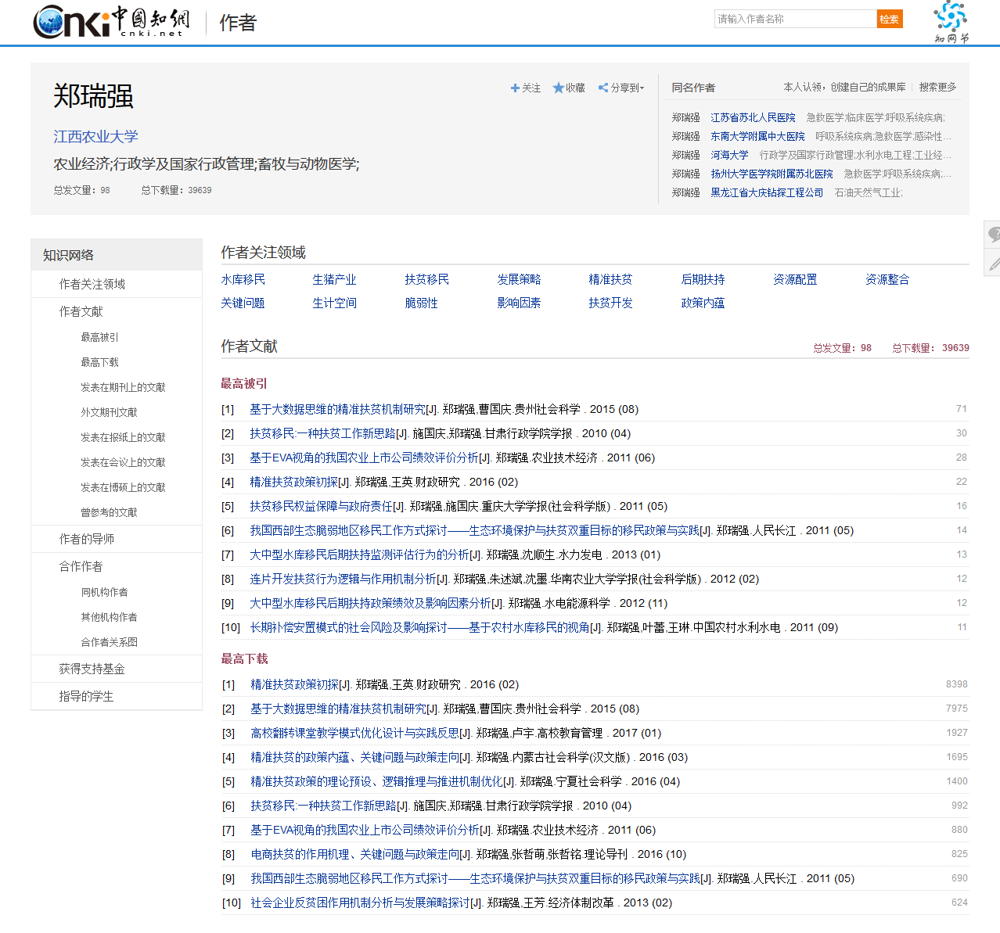 cnki 中國知網
cnki.net
作者
请输入作者名称
检索
知网节
郑瑞强
关注 收藏 分享到
江西农业大学
农业经济;行政学及国家行政管理;畜牧与动物医学;
总发文量：98 总下载量：39639
同名作者 本人认领，创建自己的成果库 | 搜索更多
郑瑞强 江苏省苏北人民医院 急救医学;临床医学;呼吸系统疾病;
郑瑞强 东南大学附属中大医院 呼吸系统疾病;急救医学;感染性...
郑瑞强 河海大学 行政学及国家行政管理;水利水电工程;工业经...
郑瑞强 扬州大学医学院附属苏北医院 急救医学;呼吸系统疾病;...
郑瑞强 黑龙江省大庆钻探工程公司 石油天然气工业;
知识网络
作者关注领域
作者文献
最高被引
最高下载
发表在期刊上的文献
外文期刊文献
发表在报纸上的文献
发表在会议上的文献
发表在博硕上的文献
曾参考的文献
作者的导师
合作作者
同机构作者
其他机构作者
合作者关系图
获得支持基金
指导的学生
作者关注领域
水库移民 生猪产业 扶贫移民 发展策略 精准扶贫 后期扶持 资源配置 资源整合
关键问题 生计空间 脆弱性 影响因素 扶贫开发 政策内蕴
作者文献 总发文量：98 总下载量： 39639
最高被引
[1] 基于大数据思维的精准扶贫机制研究[J]. 郑瑞强,曹国庆.贵州社会科学 . 2015 (08) 71
[2] 扶贫移民:一种扶贫工作新思路[J]. 施国庆,郑瑞强.甘肃行政学院学报 . 2010 (04) 30
[3] 基于EVA视角的我国农业上市公司绩效评价分析[J]. 郑瑞强.农业技术经济 . 2011 (06) 28
[4] 精准扶贫政策初探[J]. 郑瑞强,王英.财政研究 . 2016 (02) 22
[5] 扶贫移民权益保障与政府责任[J]. 郑瑞强,施国庆.重庆大学学报(社会科学版) . 2011 (05) 16
[6] 我国西部生态脆弱地区移民工作方式探讨——生态环境保护与扶贫双重目标的移民政策与实践[J]. 郑瑞强.人民长江 . 2011 (05) 14
[7] 大中型水库移民后期扶持监测评估行为的分析[J]. 郑瑞强,沈顺生.水力发电 . 2013 (01) 13
[8] 连片开发扶贫行为逻辑与作用机制分析[J]. 郑瑞强,朱述斌,沈墨.华南农业大学学报(社会科学版) . 2012 (02) 12
[9] 大中型水库移民后期扶持政策绩效及影响因素分析[J]. 郑瑞强.水电能源科学 . 2012 (11) 12
[10] 长期补偿安置模式的社会风险及影响探讨——基于农村水库移民的视角[J]. 郑瑞强,叶蕾,王琳.中国农村水利水电 . 2011 (09) 11
最高下载
[1] 精准扶贫政策初探[J]. 郑瑞强,王英.财政研究 . 2016 (02) 8398
[2] 基于大数据思维的精准扶贫机制研究[J]. 郑瑞强,曹国庆.贵州社会科学 . 2015 (08) 7975
[3] 高校翻转课堂教学模式优化设计与实践反思[J]. 郑瑞强,卢宇.高校教育管理 . 2017 (01) 1927
[4] 精准扶贫的政策内蕴、关键问题与政策走向[J]. 郑瑞强.内蒙古社会科学(汉文版) . 2016 (03) 1695
[5] 精准扶贫政策的理论预设、逻辑推理与推进机制优化[J]. 郑瑞强.宁夏社会科学 . 2016 (04) 1400
[6] 扶贫移民:一种扶贫工作新思路[J]. 施国庆,郑瑞强.甘肃行政学院学报 . 2010 (04) 992
[7] 基于EVA视角的我国农业上市公司绩效评价分析[J]. 郑瑞强.农业技术经济 . 2011 (06) 880
[8] 电商扶贫的作用机理、关键问题与政策走向[J]. 郑瑞强,张哲萌,张哲铭.理论导刊 . 2016 (10) 825
[9] 我国西部生态脆弱地区移民工作方式探讨——生态环境保护与扶贫双重目标的移民政策与实践[J]. 郑瑞强.人民长江 . 2011 (05) 690
[10] 社会企业反贫困作用机制分析与发展策略探讨[J]. 郑瑞强,王芳.经济体制改革 . 2013 (02) 624